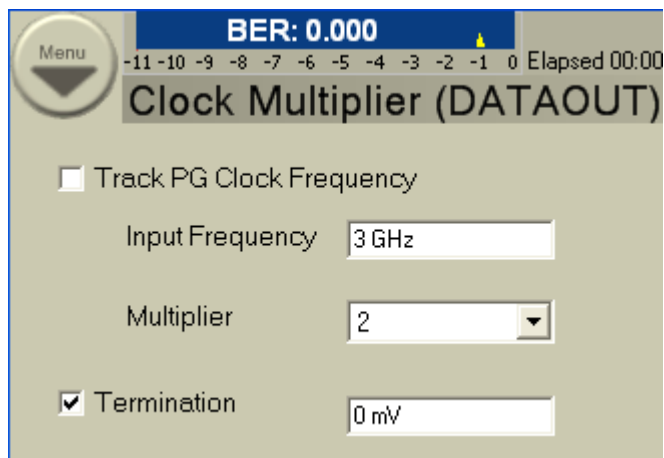 Menu
BER: 0.000
-11 -10 -9 -8 -7 -6 -5 -4 -3 -2 -1 0 Elapsed 00:00
Clock Multiplier (DATAOUT)
Track PG Clock Frequency
Input Frequency 3 GHz
Multiplier 2
Termination 0 mV